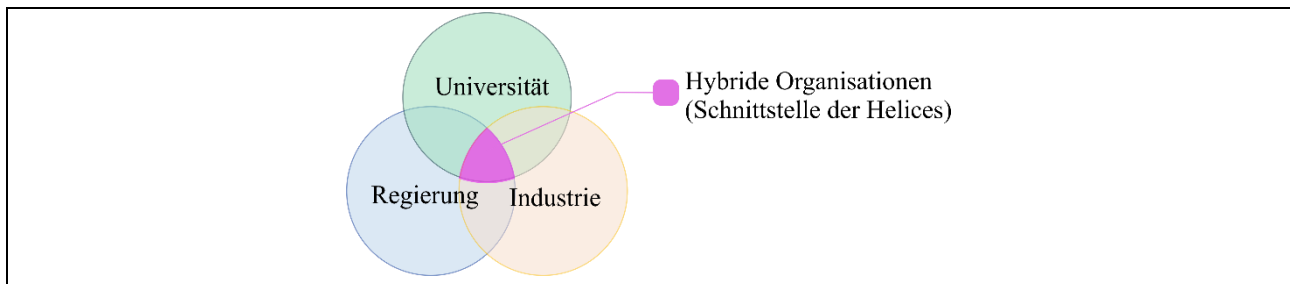 Universität
Hybride Organisationen
(Schnittstelle der Helices)
Regierung
Industrie